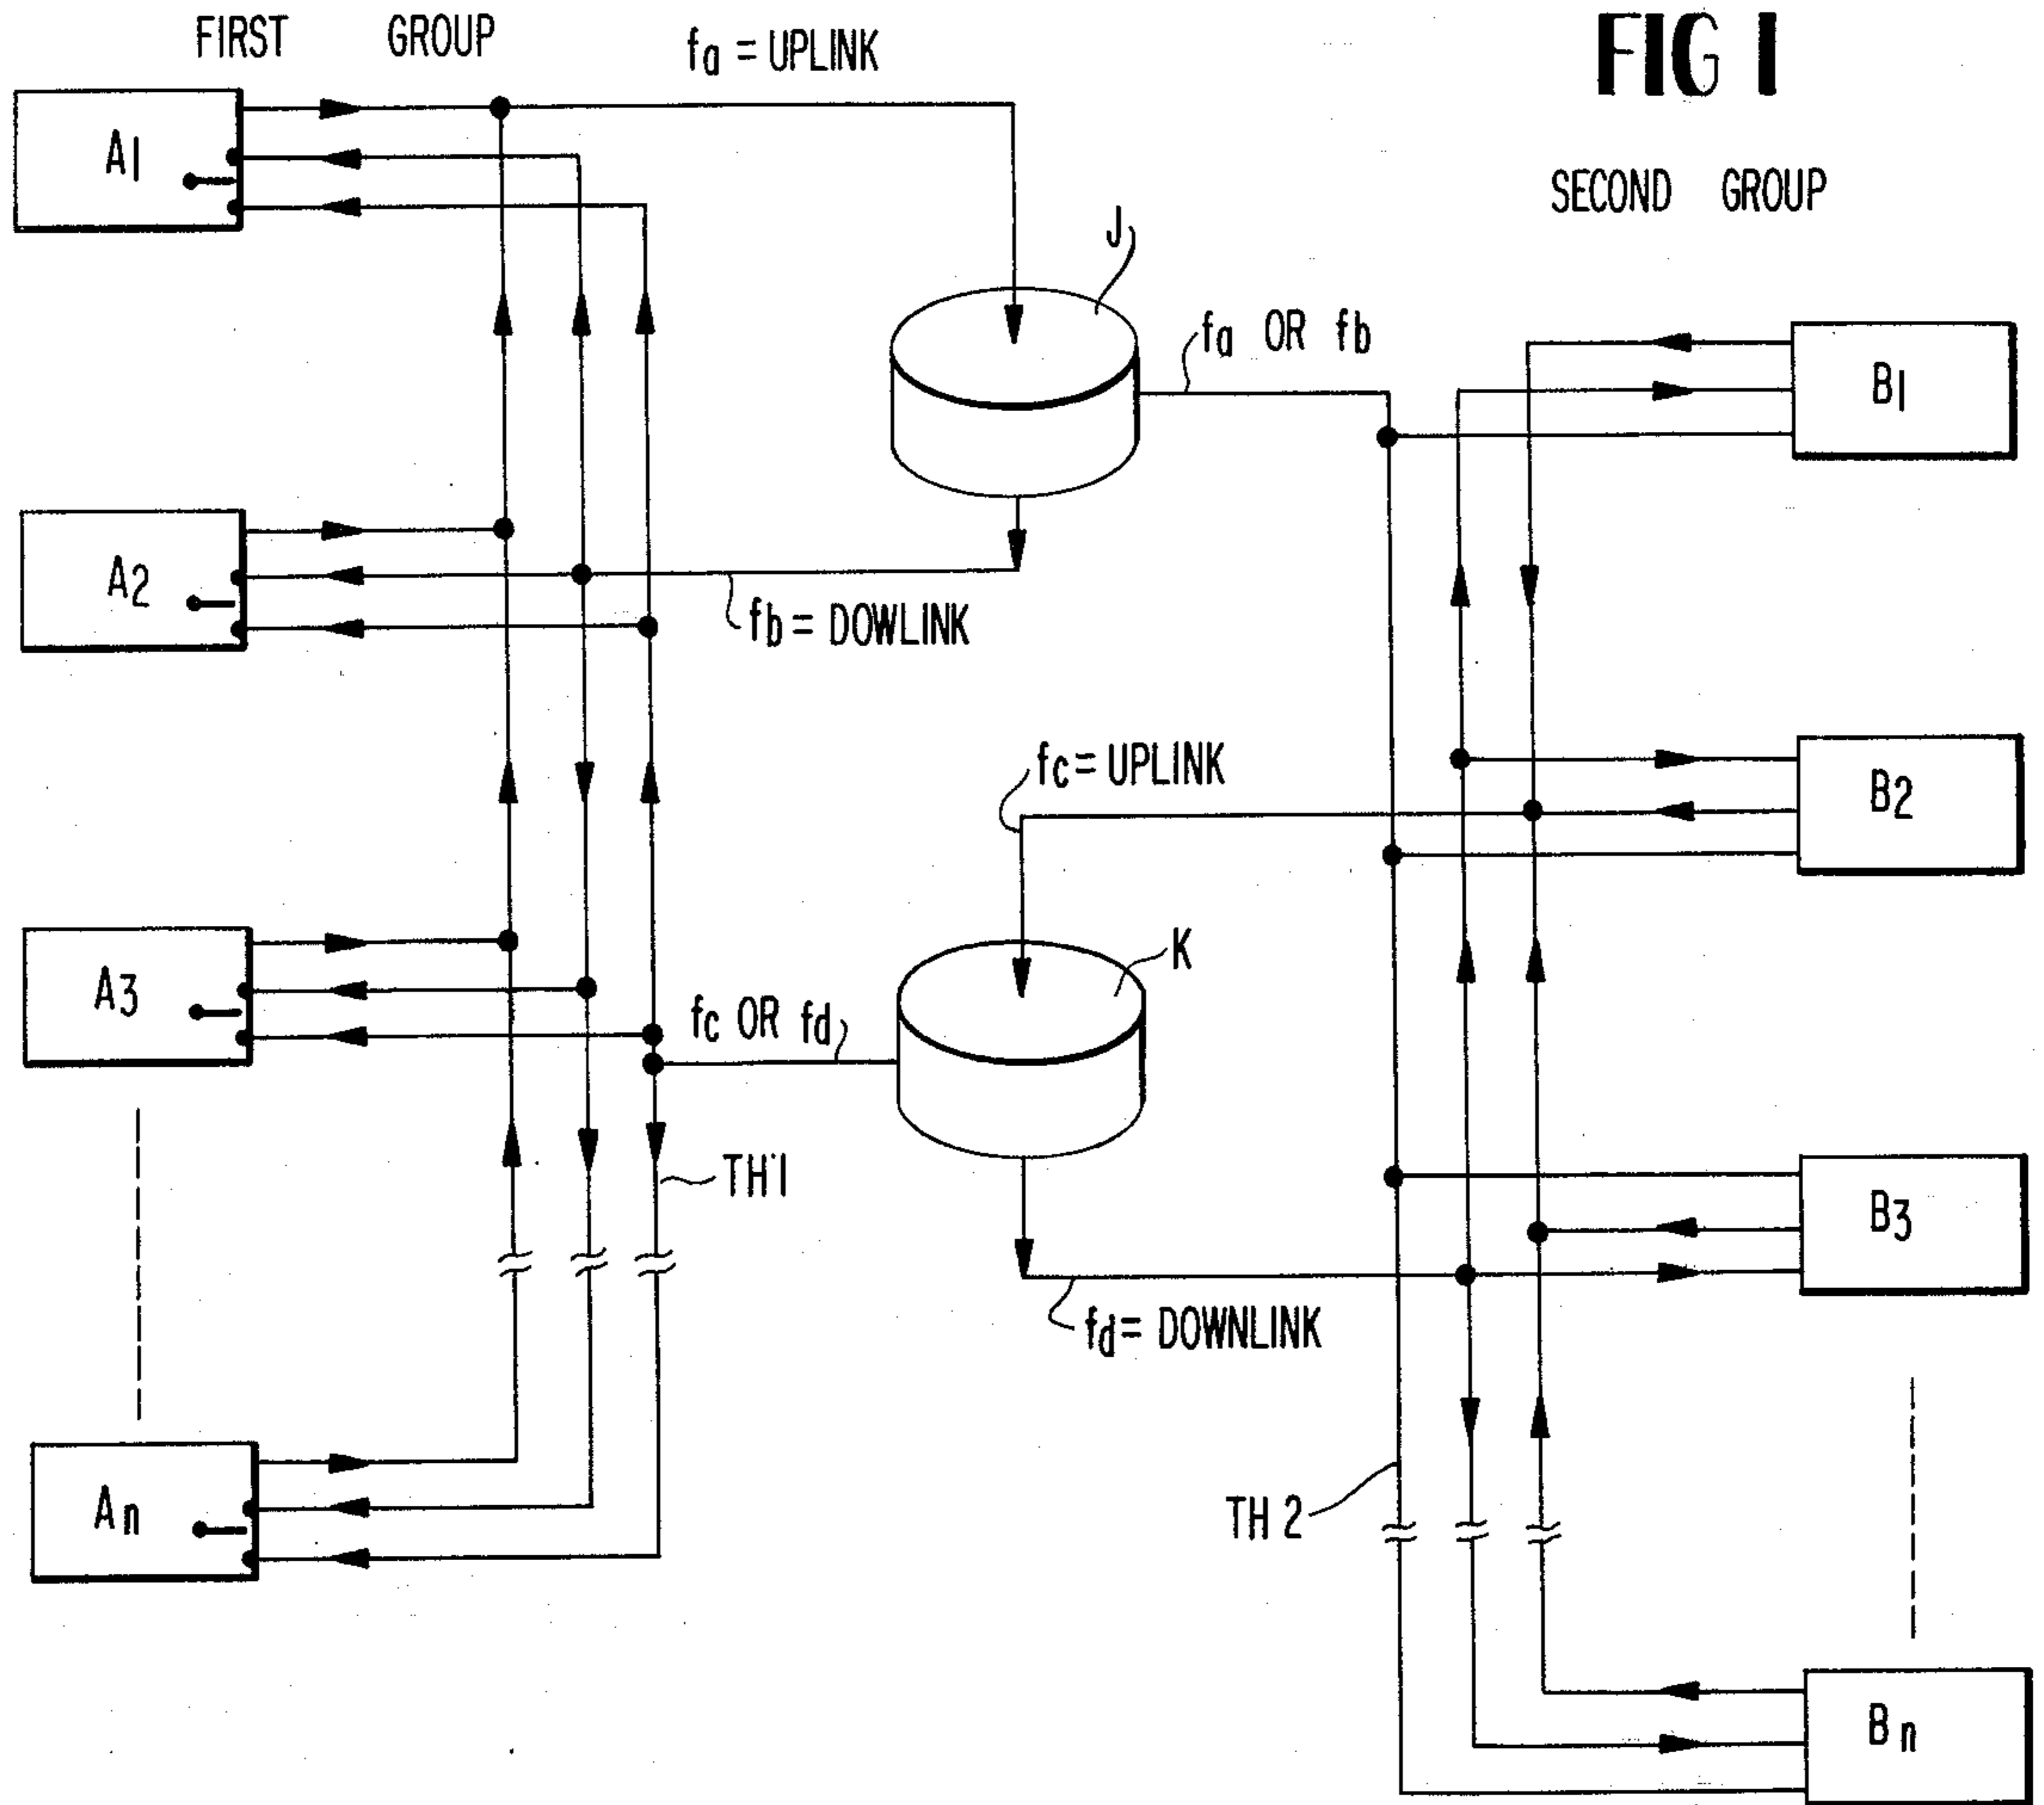 FIRST GROUP
fa = UPLINK
FIG 1
A1
SECOND GROUP
J
fa OR fb
B1
A2
fb = DOWLINK
fc = UPLINK
B2
K
A3
fc OR fd
TH1
B3
fd = DOWNLINK
An
TH 2
Bn